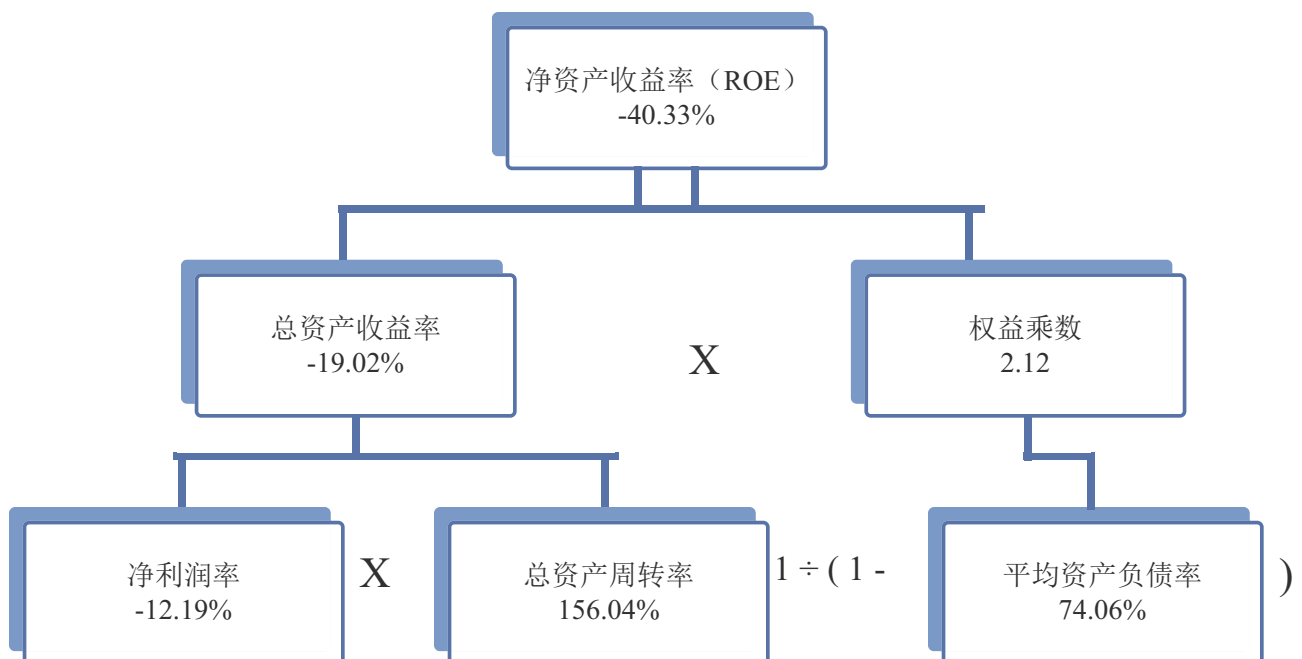 净资产收益率（ROE）
-40.33%
总资产收益率
-19.02%
X
权益乘数
2.12
净利润率
-12.19%
X
总资产周转率
156.04%
1 ÷ ( 1 -
平均资产负债率
74.06%
)